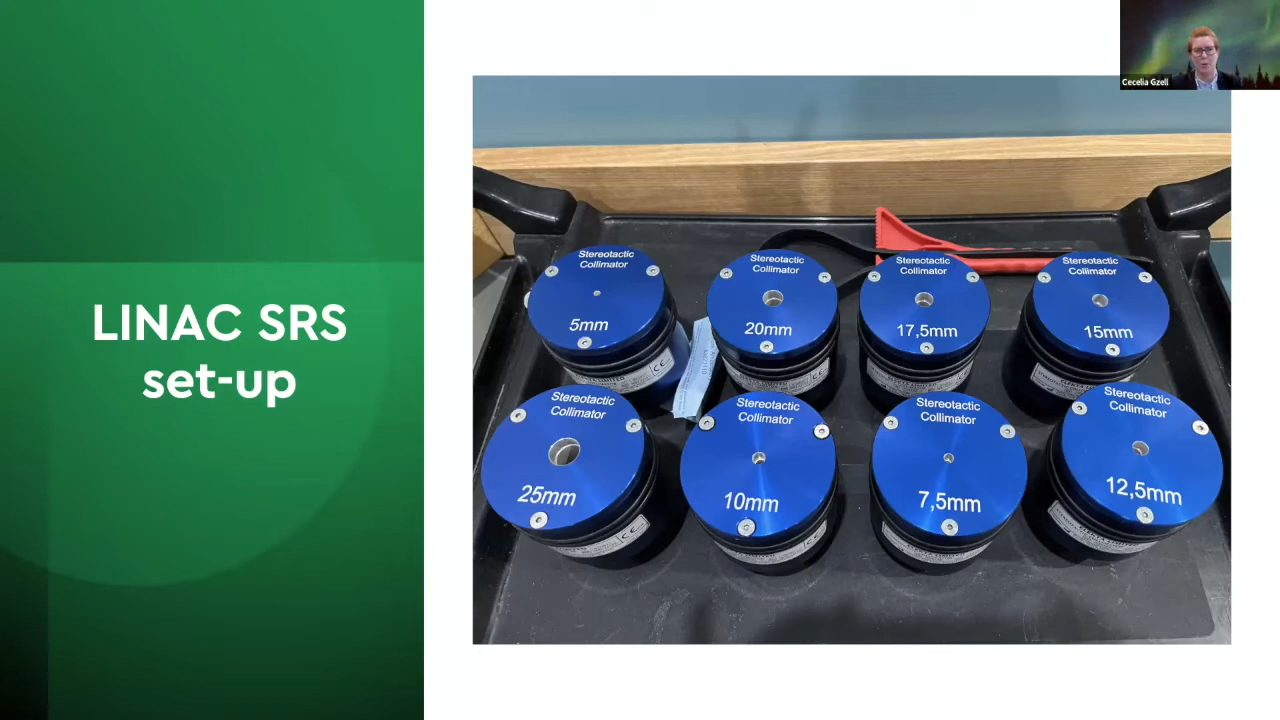 LINAC SRS
set-up
Cecelia Gzell
Stereotactic
Collimator
5mm
Stereotactic
Collimator
20mm
Stereotactic
Collimator
17,5mm
Stereotactic
Collimator
15mm
Stereotactic
Collimator
25mm
Stereotactic
Collimator
10mm
Stereotactic
Collimator
7,5mm
Stereotactic
Collimator
12,5mm